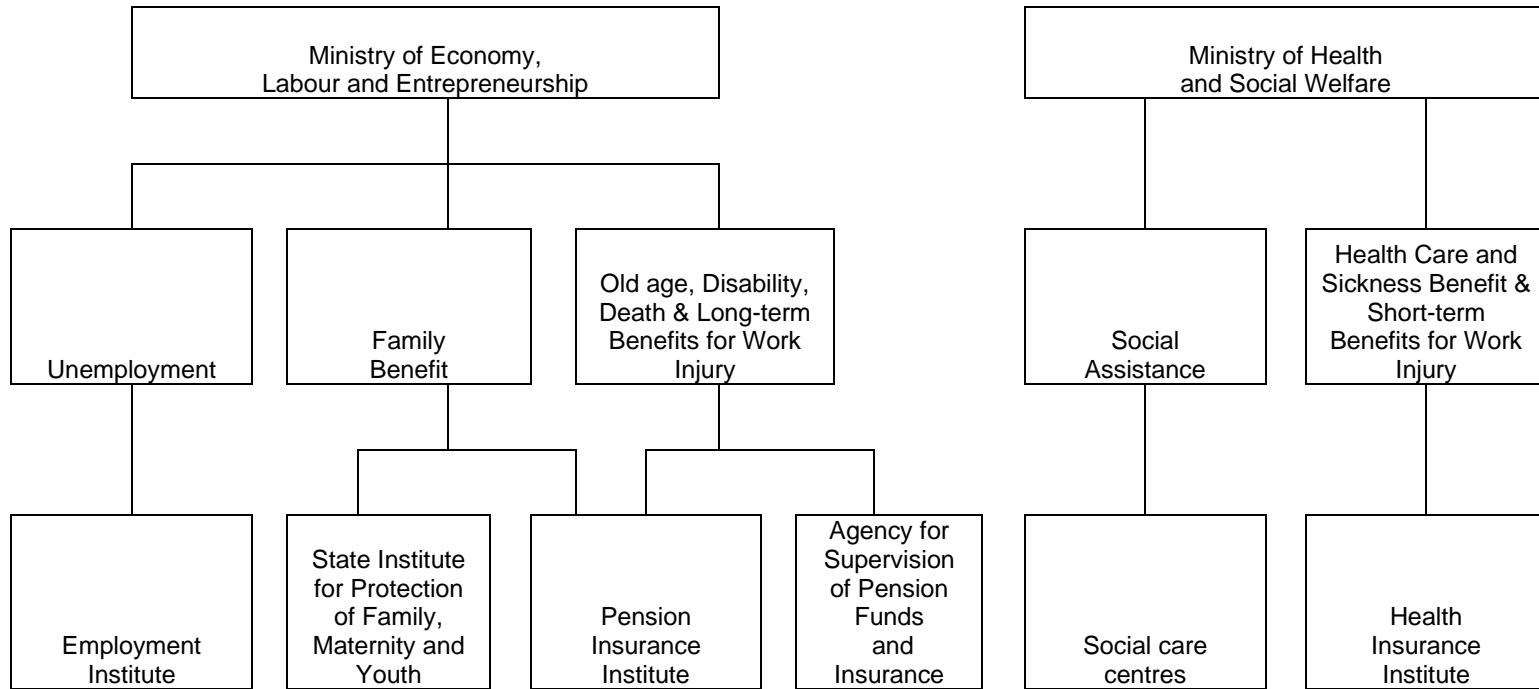 Ministry of Economy,
Labour and Entrepreneurship
Ministry of Health
and Social Welfare
Unemployment
Family
Benefit
Old age, Disability,
Death & Long-term
Benefits for Work
Injury
Social
Assistance
Health Care and
Sickness Benefit &
Short-term
Benefits for Work
Injury
Employment
Institute
State Institute
for Protection
of Family,
Maternity and
Youth
Pension
Insurance
Institute
Agency for
Supervision
of Pension
Funds
and
Insurance
Social care
centres
Health
Insurance
Institute